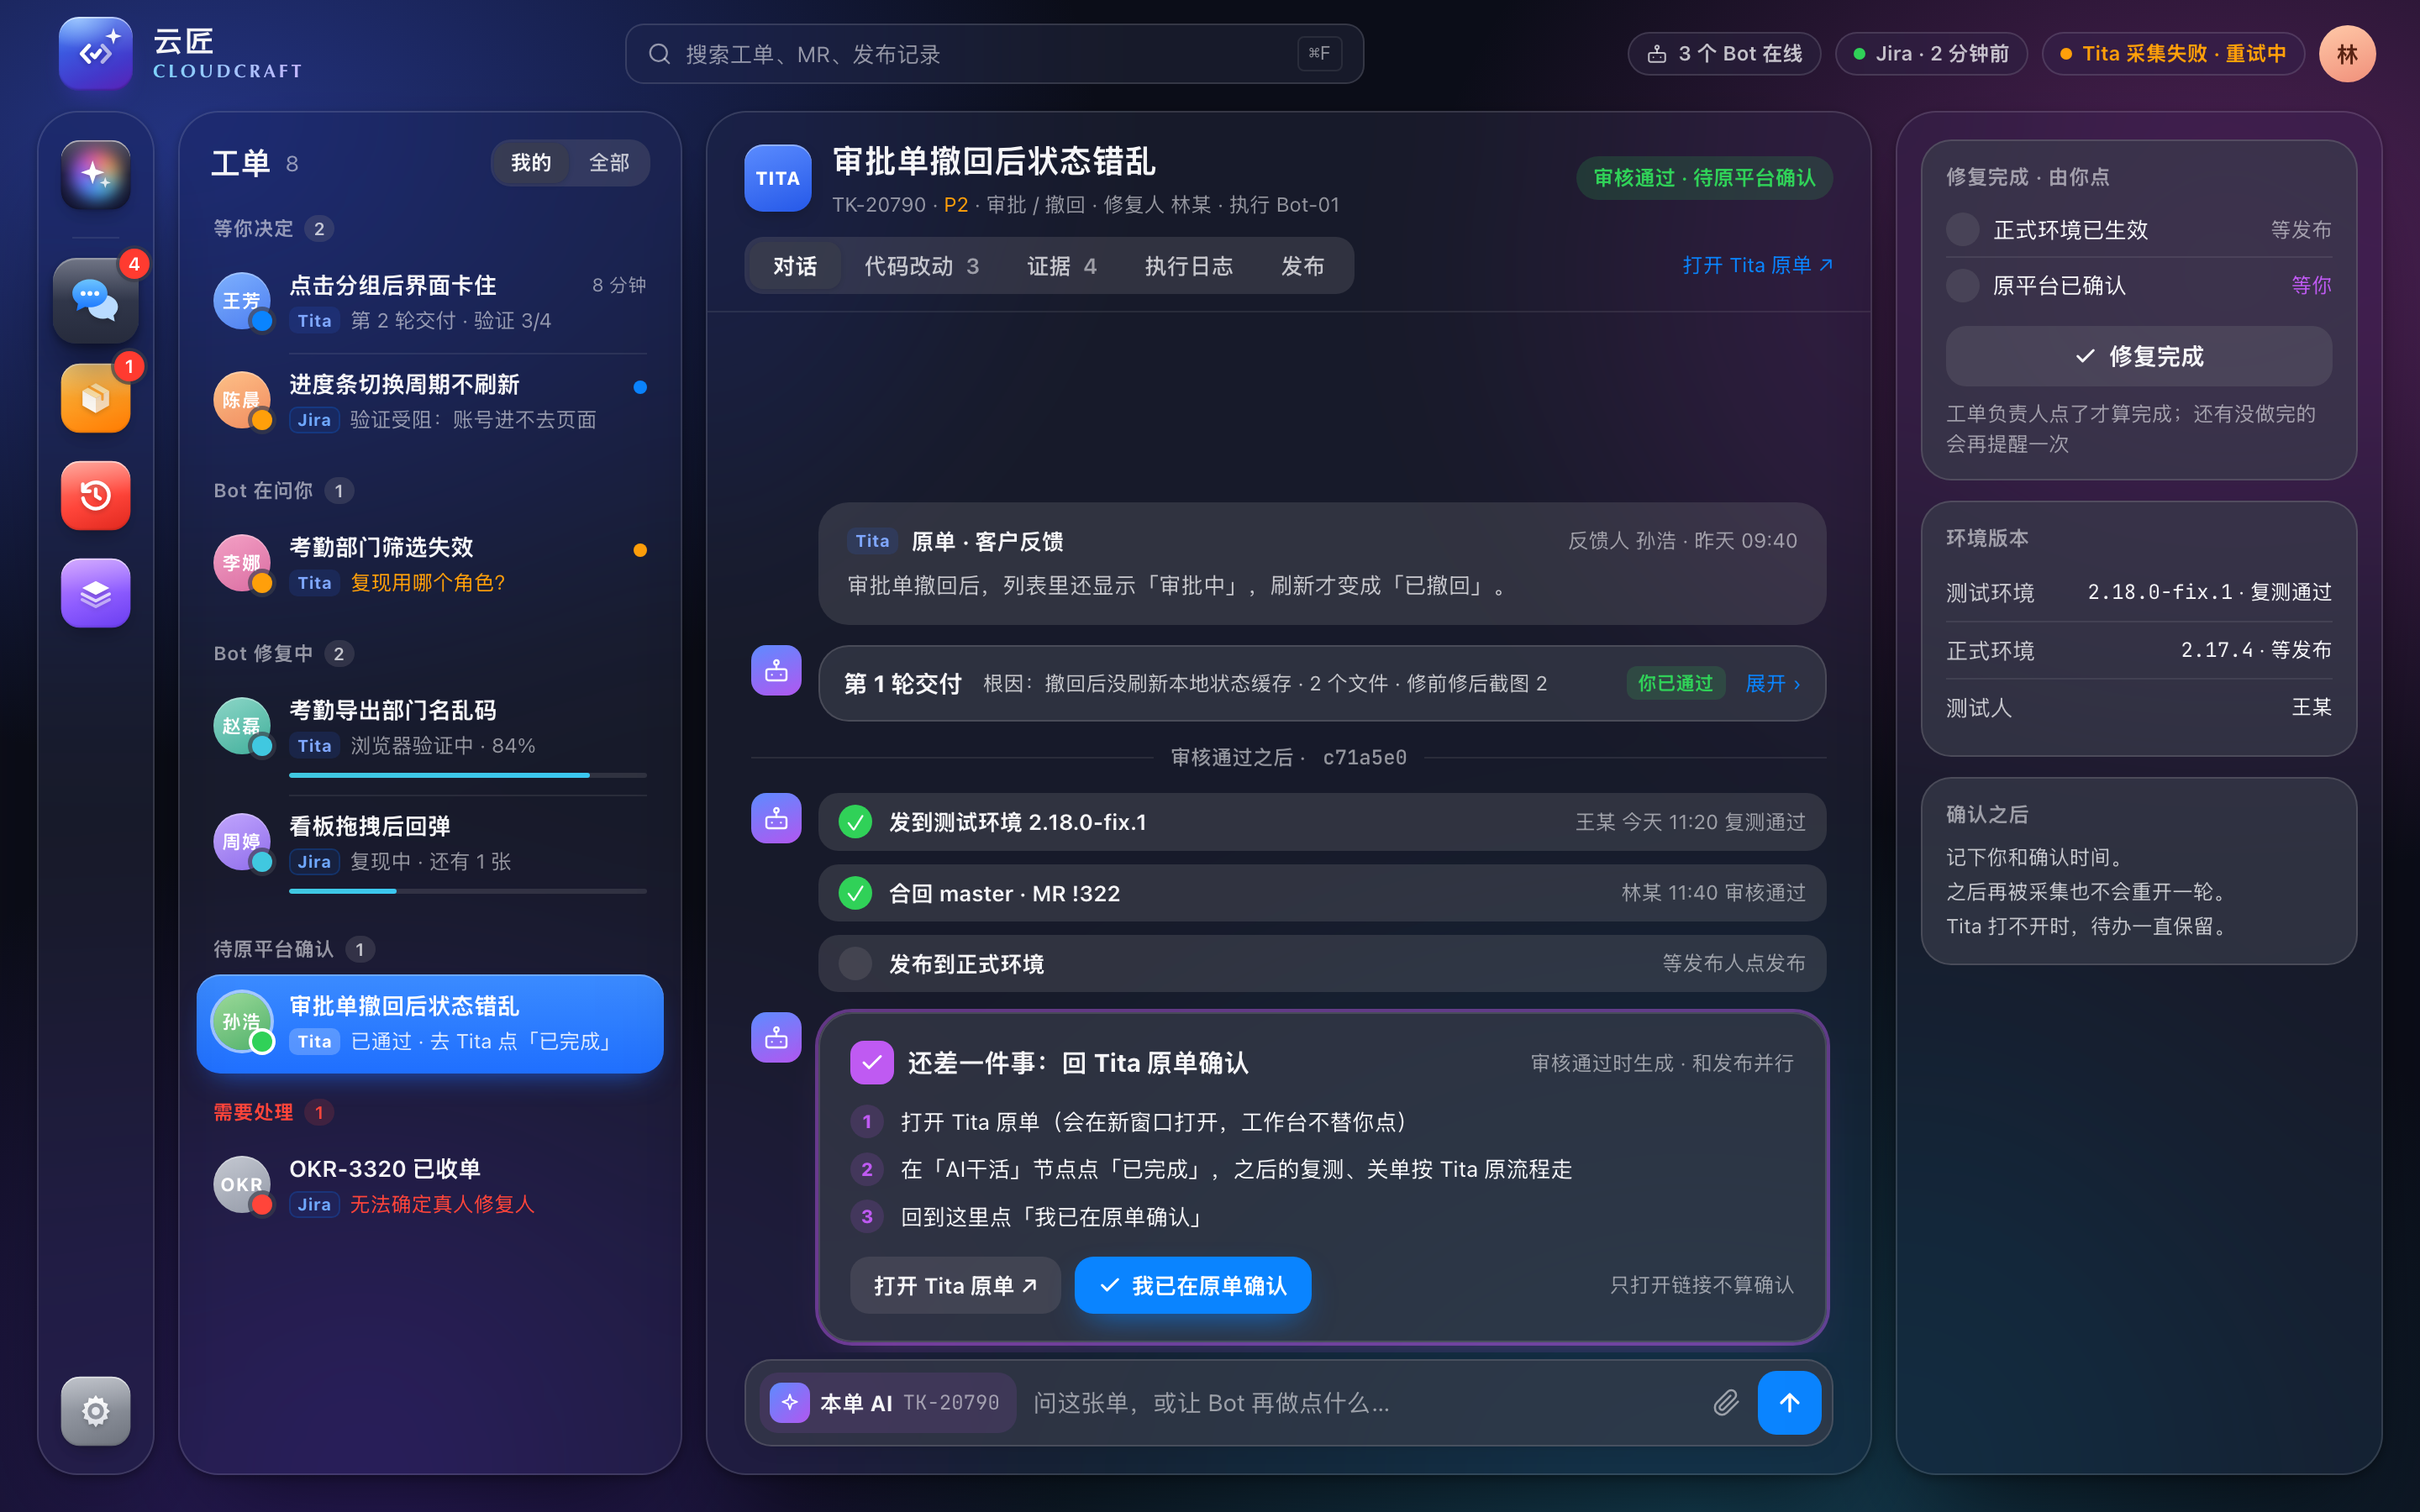 云匠
CLOUDCRAFT
搜索工单、MR、发布记录
⌘F
3 个 Bot 在线
Jira · 2 分钟前
Tita 采集失败 · 重试中
林
4
1
工单 8
我的
全部
等你决定 2
王芳
点击分组后界面卡住
8 分钟
Tita 第 2 轮交付 · 验证 3/4
陈晨
进度条切换周期不刷新
Jira 验证受阻：账号进不去页面
Bot 在问你 1
李娜
考勤部门筛选失效
Tita 复现用哪个角色?
Bot 修复中 2
赵磊
考勤导出部门名乱码
Tita 浏览器验证中 · 84%
周婷
看板拖拽后回弹
Jira 复现中 · 还有 1 张
待原平台确认 1
孙浩
审批单撤回后状态错乱
Tita 已通过 · 去 Tita 点「已完成」
需要处理 1
OKR
OKR-3320 已收单
Jira 无法确定真人修复人
TITA
审批单撤回后状态错乱
TK-20790 · P2 · 审批 / 撤回 · 修复人 林某 · 执行 Bot-01
审核通过 · 待原平台确认
对话
代码改动 3
证据 4
执行日志
发布
打开 Tita 原单 ↗
Tita 原单 · 客户反馈
反馈人 孙浩 · 昨天 09:40
审批单撤回后，列表里还显示「审批中」，刷新才变成「已撤回」。
第 1 轮交付 根因：撤回后没刷新本地状态缓存 · 2 个文件 · 修前修后截图 2
你已通过
展开 ›
审核通过之后 · c71a5e0
发到测试环境 2.18.0-fix.1
王某 今天 11:20 复测通过
合回 master · MR !322
林某 11:40 审核通过
发布到正式环境
等发布人点发布
还差一件事：回 Tita 原单确认
审核通过时生成 · 和发布并行
1 打开 Tita 原单（会在新窗口打开，工作台不替你点）
2 在「AI干活」节点点「已完成」，之后的复测、关单按 Tita 原流程走
3 回到这里点「我已在原单确认」
打开 Tita 原单 ↗
我已在原单确认
只打开链接不算确认
本单 AI TK-20790
问这张单，或让 Bot 再做点什么…
修复完成 · 由你点
正式环境已生效
等发布
原平台已确认
等你
修复完成
工单负责人点了才算完成；还有没做完的
会再提醒一次
环境版本
测试环境
2.18.0-fix.1 · 复测通过
正式环境
2.17.4 · 等发布
测试人
王某
确认之后
记下你和确认时间。
之后再被采集也不会重开一轮。
Tita 打不开时，待办一直保留。